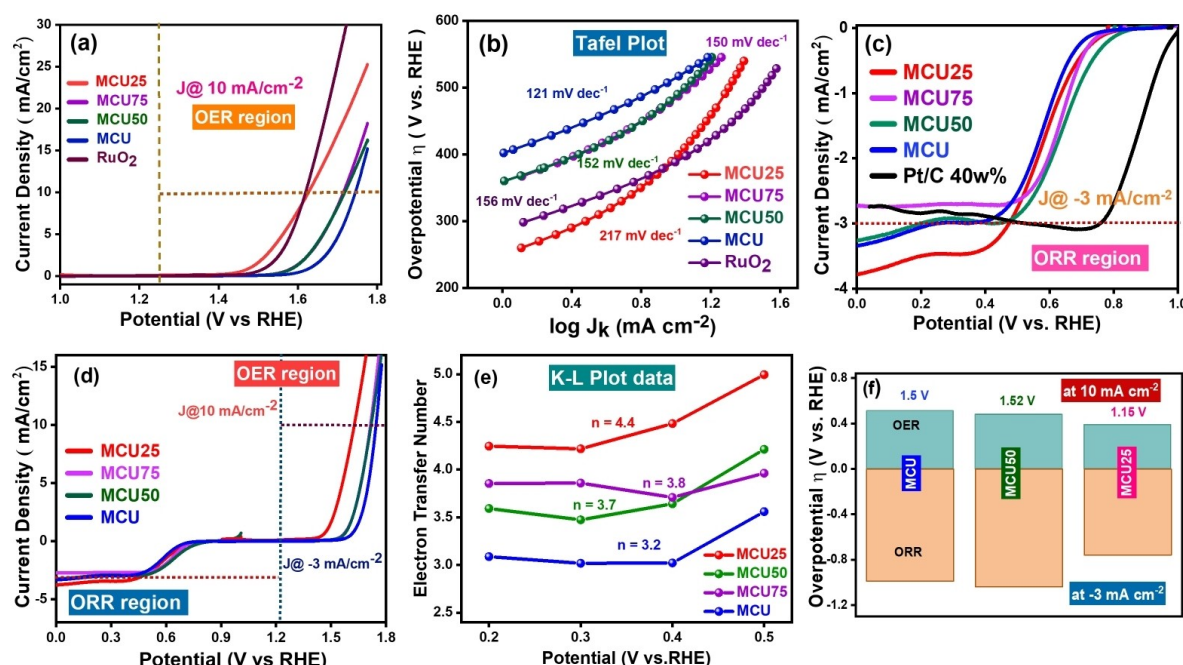 (a)
Current Density ( mA/cm²)
30
25
20
15
10
5
0
MCU25
MCU75
MCU50
MCU
RuO₂
J@ 10 mA/cm⁻²
OER region
1.0 1.2 1.4 1.6 1.8
Potential (V vs RHE)
(b)
Tafel Plot
Overpotential η ( V vs. RHE)
600
500
400
300
200
150 mV dec⁻¹
121 mV dec⁻¹
152 mV dec⁻¹
156 mV dec⁻¹
217 mV dec⁻¹
MCU25
MCU75
MCU50
MCU
RuO₂
0.0 0.4 0.8 1.2 1.6
log Jₖ (mA cm⁻²)
(c)
Current Density ( mA/cm²)
0
-1
-2
-3
-4
MCU25
MCU75
MCU50
MCU
Pt/C 40w%
J@ -3 mA/cm⁻²
ORR region
0.0 0.2 0.4 0.6 0.8 1.0
Potential (V vs. RHE)
(d)
Current Density ( mA/cm²)
15
10
5
0
-5
OER region
J@10 mA/cm⁻²
MCU25
MCU75
MCU50
MCU
J@ -3 mA/cm⁻²
ORR region
0.0 0.3 0.6 0.9 1.2 1.5 1.8
Potential (V vs RHE)
(e)
K-L Plot data
Electron Transfer Number
5.0
4.5
4.0
3.5
3.0
2.5
n = 4.4
n = 3.8
n = 3.7
n = 3.2
MCU25
MCU50
MCU75
MCU
0.2 0.3 0.4 0.5
Potential (V vs.RHE)
(f)
Overpotential η (V vs. RHE)
0.8
0.4
0.0
-0.4
-0.8
-1.2
at 10 mA cm⁻²
1.5 V
1.52 V
1.15 V
OER
MCU
MCU50
MCU25
ORR
at -3 mA cm⁻²